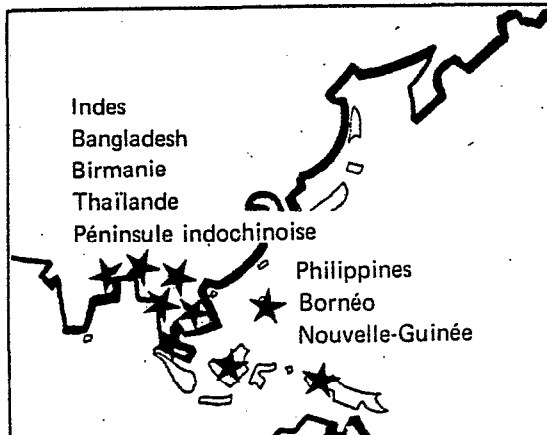 Indes
Bangladesh
Birmanie
Thaïlande
Péninsule indochinoise
Philippines
Bornéo
Nouvelle-Guinée